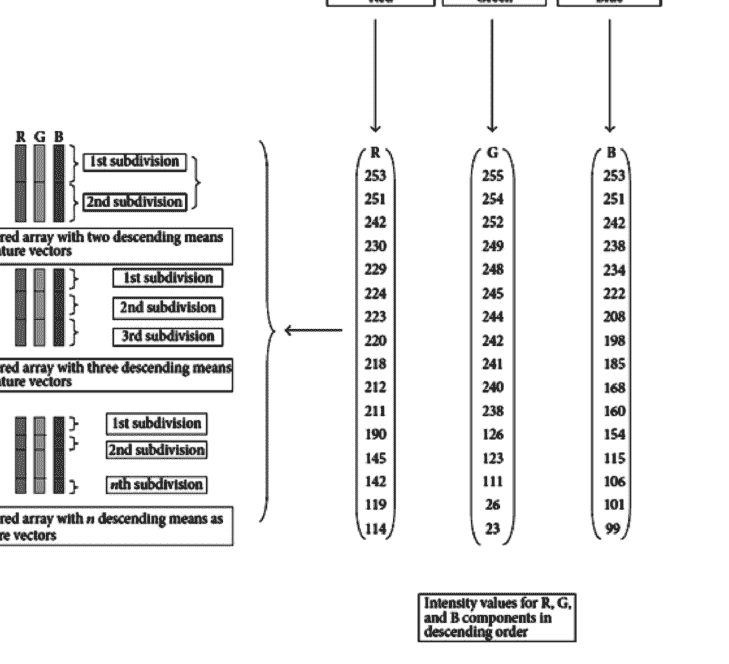 R G B
1st subdivision
2nd subdivision
red array with two descending means
ture vectors
1st subdivision
2nd subdivision
3rd subdivision
red array with three descending means
ture vectors
1st subdivision
2nd subdivision
nth subdivision
red array with n descending means as
re vectors
R G B
253 255 253
251 254 251
242 252 242
230 249 238
229 248 234
224 245 222
223 244 208
220 242 198
218 241 185
212 240 168
211 238 160
190 126 154
145 123 115
142 111 106
119 26 101
114 23 99
Intensity values for R, G,
and B components in
descending order